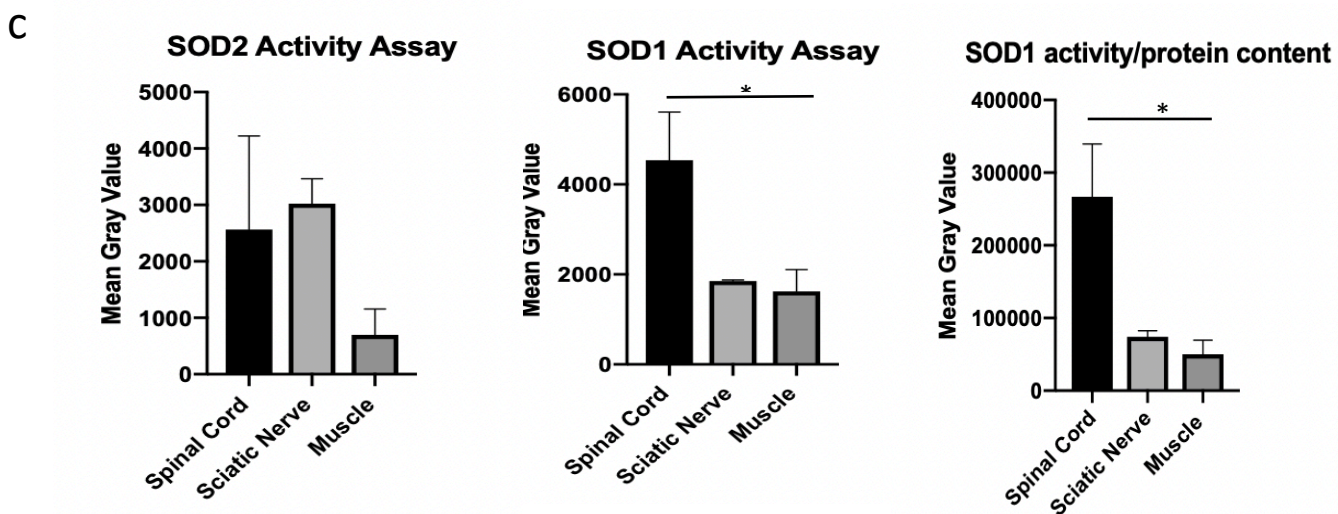 C
SOD2 Activity Assay
Mean Gray Value
5000
4000
3000
2000
1000
0
Spinal Cord
Sciatic Nerve
Muscle
SOD1 Activity Assay
*
Mean Gray Value
6000
4000
2000
0
Spinal Cord
Sciatic Nerve
Muscle
SOD1 activity/protein content
*
Mean Gray Value
400000
300000
200000
100000
0
Spinal Cord
Sciatic Nerve
Muscle